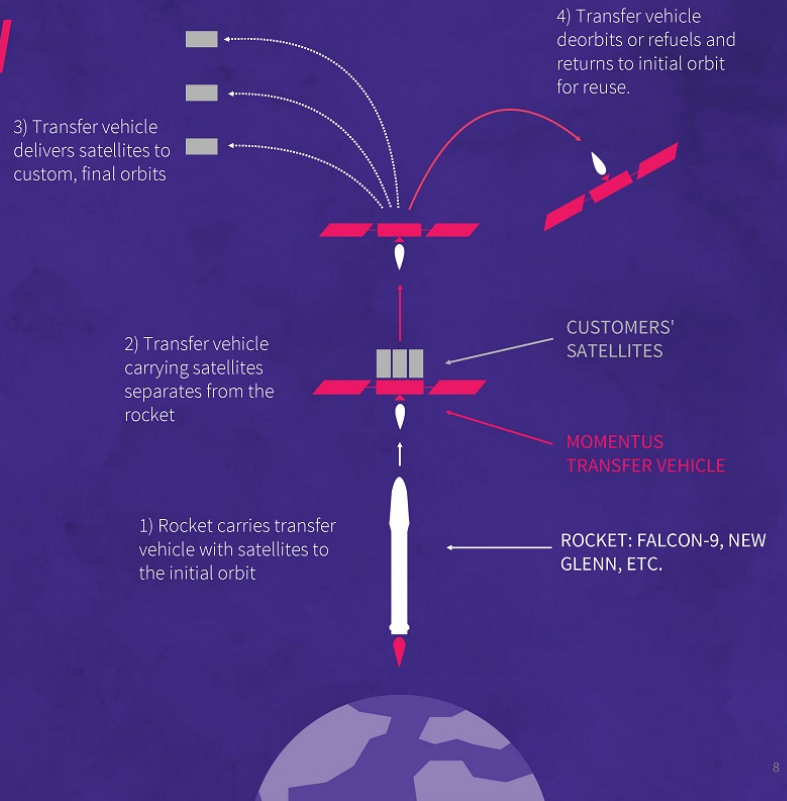 4) Transfer vehicle
deorbits or refuels and
returns to initial orbit
for reuse.
3) Transfer vehicle
delivers satellites to
custom, final orbits
CUSTOMERS'
SATELLITES
2) Transfer vehicle
carrying satellites
separates from the
rocket
MOMENTUS
TRANSFER VEHICLE
1) Rocket carries transfer
vehicle with satellites to
the initial orbit
ROCKET: FALCON-9, NEW
GLENN, ETC.
8